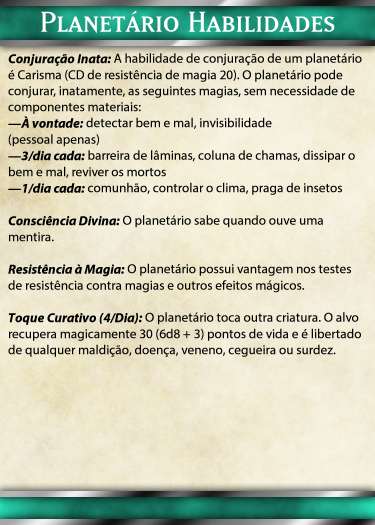 Planetário Habilidades
Conjuração Inata: A habilidade de conjuração de um planetário
é Carisma (CD de resistência de magia 20). O planetário pode
conjurar, inatamente, as seguintes magias, sem necessidade de
componentes materiais:
—À vontade: detectar bem e mal, invisibilidade
(pessoal apenas)
—3/dia cada: barreira de lâminas, coluna de chamas, dissipar o
bem e mal, reviver os mortos
—1/dia cada: comunhão, controlar o clima, praga de insetos
Consciência Divina: O planetário sabe quando ouve uma
mentira.
Resistência à Magia: O planetário possui vantagem nos testes
de resistência contra magias e outros efeitos mágicos.
Toque Curativo (4/Dia): O planetário toca outra criatura. O alvo
recupera magicamente 30 (6d8 + 3) pontos de vida e é libertado
de qualquer maldição, doença, veneno, cegueira ou surdez.